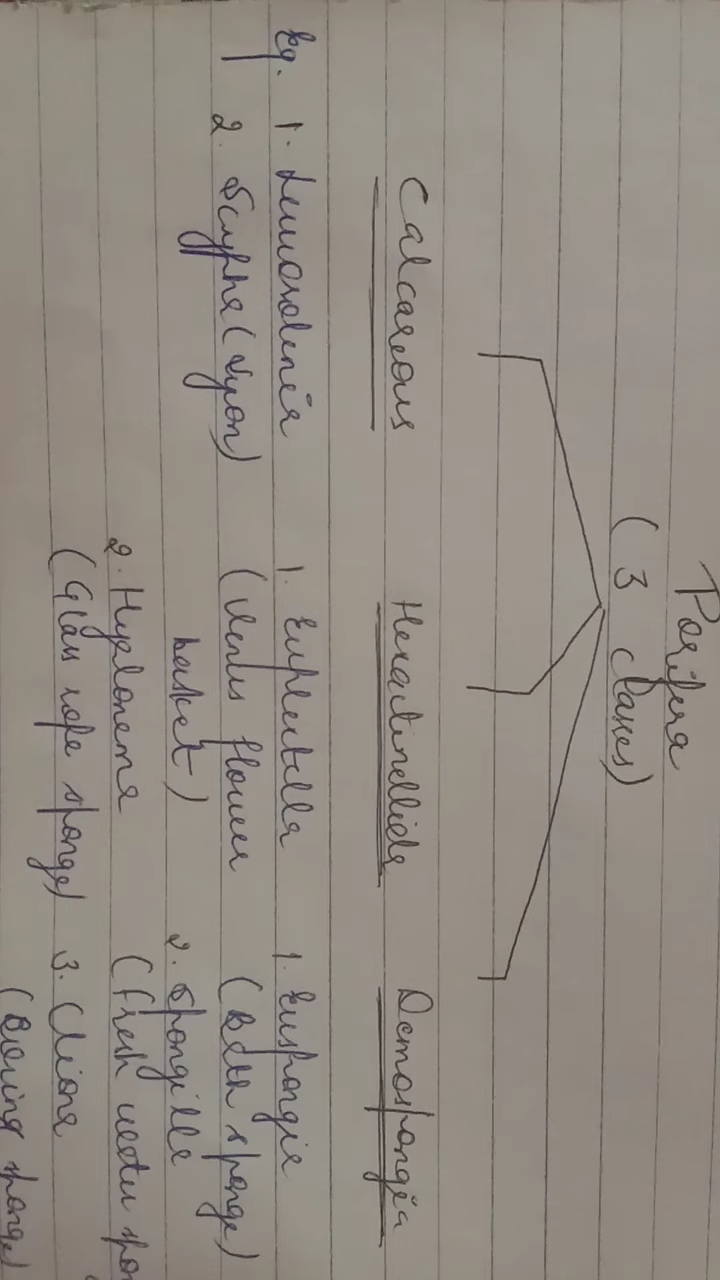 Porifera
( 3 classes)
Calcareous
Hexactinellida
Demospongia
Eg. 1. Leucosolenia
2. Scypha (Sycon)
1. Euplectella
(Venus flower
basket)
2. Hyalonema
(Glass rope sponge)
1. Euspongia
(Bath sponge)
2. Spongilla
(Fresh water spon
3. Cliona
(Boring sponge)